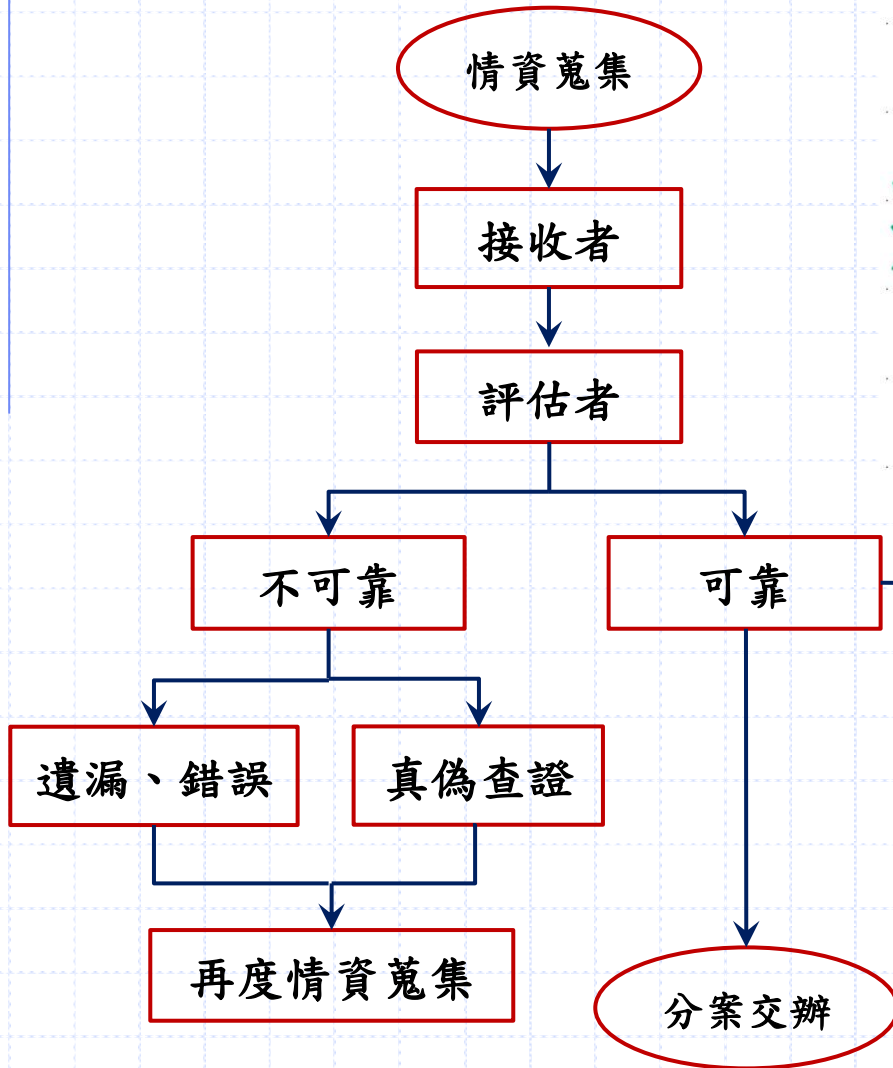 情資蒐集
接收者
評估者
不可靠
可靠
遺漏、錯誤
真偽查證
再度情資蒐集
分案交辦